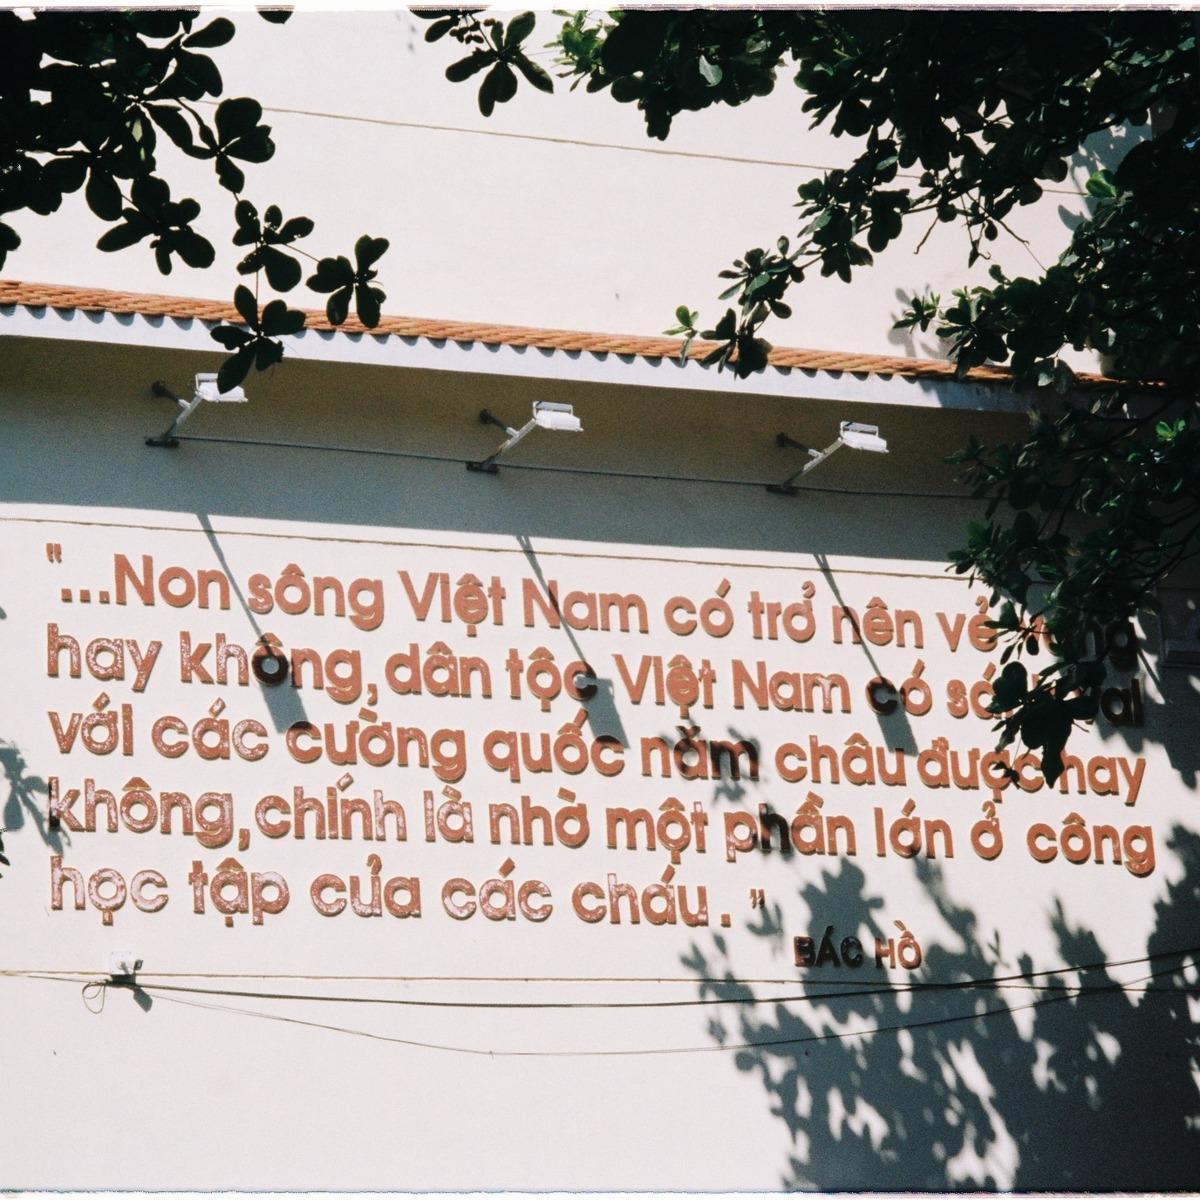 "...Non sông Việt Nam có trở nên vẻ
hay không, dân tộc Việt Nam có
với các cường quốc năm châu được hay
không, chính là nhờ một phần lớn ở công
học tập của các cháu."
BÁC HỒ